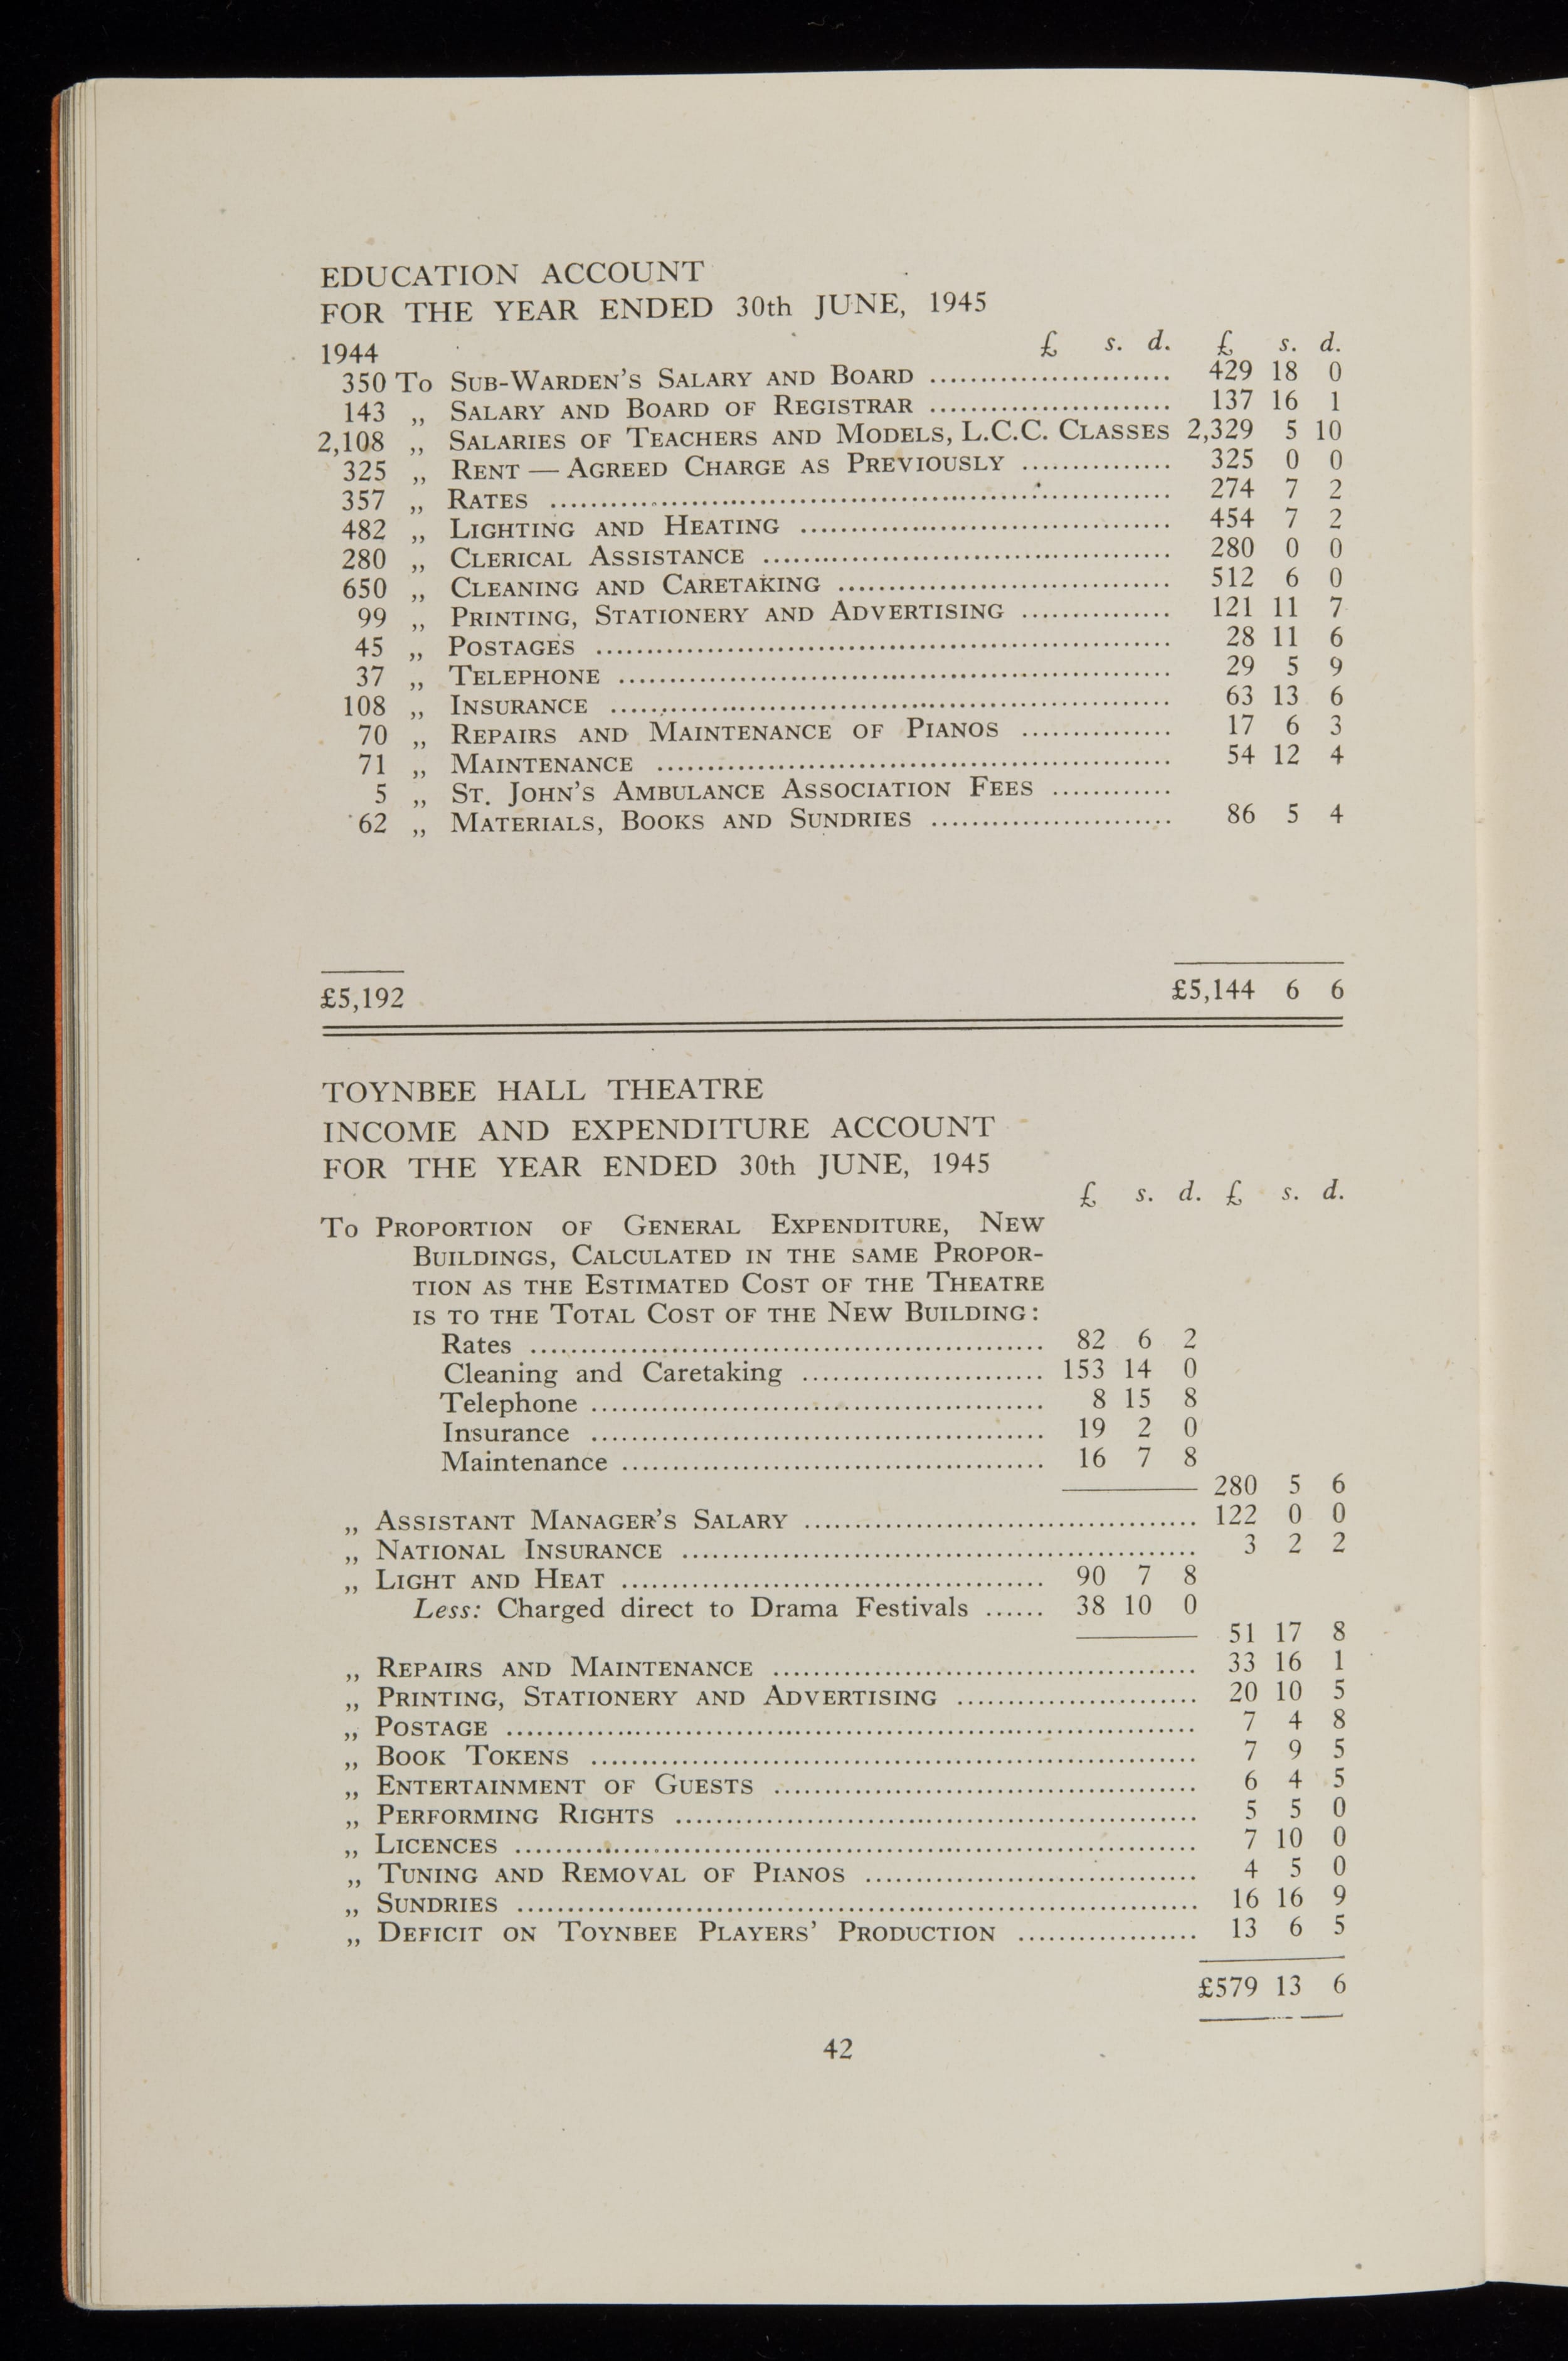 EDUCATION ACCOUNT
FOR THE YEAR ENDED 30th JUNE, 1945
1944 £ s. d. £ s. d.
350 To Sub-Warden's Salary and Board ........................ 429 18 0
143 ,, Salary and Board of Registrar ........................ 137 16 1
2,108 ,, Salaries of Teachers and Models, L.C.C. Classes 2,329 5 10
325 ,, Rent — Agreed Charge as Previously ............... 325 0 0
357 ,, Rates ............................................................. 274 7 2
482 ,, Lighting and Heating ..................................... 454 7 2
280 ,, Clerical Assistance ........................................ 280 0 0
650 ,, Cleaning and Caretaking ................................. 512 6 0
99 ,, Printing, Stationery and Advertising ............... 121 11 7
45 ,, Postages ......................................................... 28 11 6
37 ,, Telephone ...................................................... 29 5 9
108 ,, Insurance ....................................................... 63 13 6
70 ,, Repairs and Maintenance of Pianos ............... 17 6 3
71 ,, Maintenance ................................................... 54 12 4
5 ,, St. John's Ambulance Association Fees ............
62 ,, Materials, Books and Sundries ........................ 86 5 4
£5,192 £5,144 6 6
TOYNBEE HALL THEATRE
INCOME AND EXPENDITURE ACCOUNT
FOR THE YEAR ENDED 30th JUNE, 1945
£ s. d. £ s. d.
To Proportion of General Expenditure, New
Buildings, Calculated in the same Propor-
tion as the Estimated Cost of the Theatre
is to the Total Cost of the New Building:
Rates ................................................... 82 6 2
Cleaning and Caretaking ........................ 153 14 0
Telephone ............................................. 8 15 8
Insurance ............................................. 19 2 0
Maintenance .......................................... 16 7 8
280 5 6
,, Assistant Manager's Salary ....................................... 122 0 0
,, National Insurance ................................................... 3 2 2
,, Light and Heat .......................................... 90 7 8
Less: Charged direct to Drama Festivals ...... 38 10 0
51 17 8
,, Repairs and Maintenance .......................................... 33 16 1
,, Printing, Stationery and Advertising ........................ 20 10 5
,, Postage ..................................................................... 7 4 8
,, Book Tokens ............................................................ 7 9 5
,, Entertainment of Guests .......................................... 6 4 5
,, Performing Rights .................................................... 5 5 0
,, Licences .................................................................... 7 10 0
,, Tuning and Removal of Pianos ................................. 4 5 0
,, Sundries .................................................................... 16 16 9
,, Deficit on Toynbee Players' Production .................. 13 6 5
£579 13 6
42